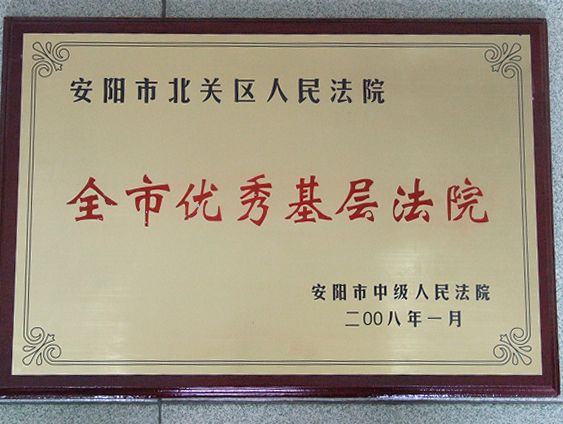 安阳市北关区人民法院
全市优秀基层法院
安阳市中级人民法院
二00八年一月